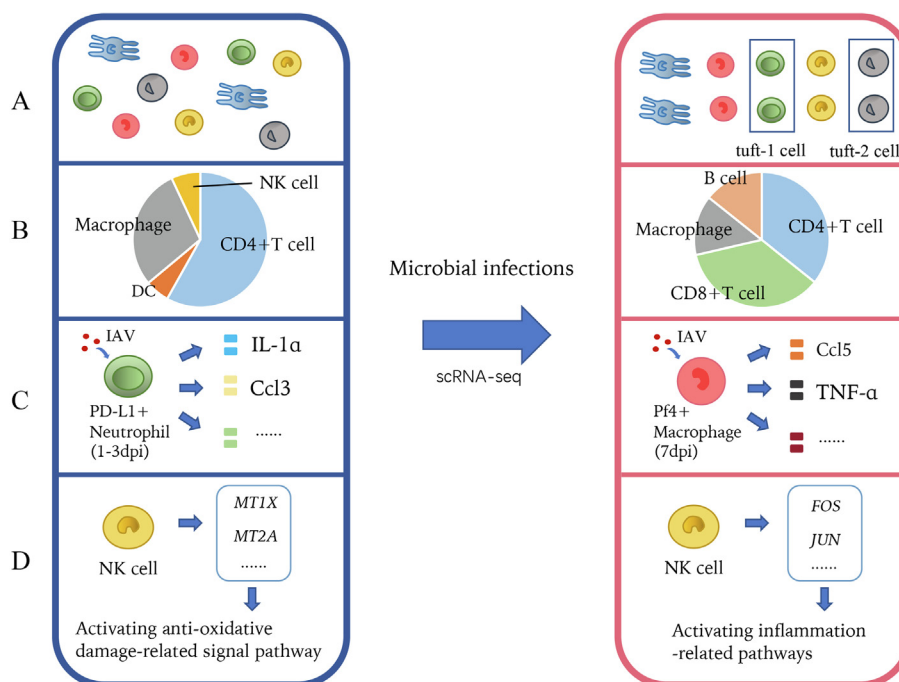 A
tuft-1 cell
tuft-2 cell
B
NK cell
Macrophage
CD4+T cell
DC
B cell
CD4+T cell
Macrophage
CD8+T cell
Microbial infections
scRNA-seq
C
IAV
IL-1α
Ccl3
......
PD-L1+
Neutrophil
(1-3dpi)
IAV
Ccl5
TNF-α
......
Pf4+
Macrophage
(7dpi)
D
MT1X
MT2A
......
NK cell
Activating anti-oxidative
damage-related signal pathway
FOS
JUN
......
NK cell
Activating inflammation
-related pathways